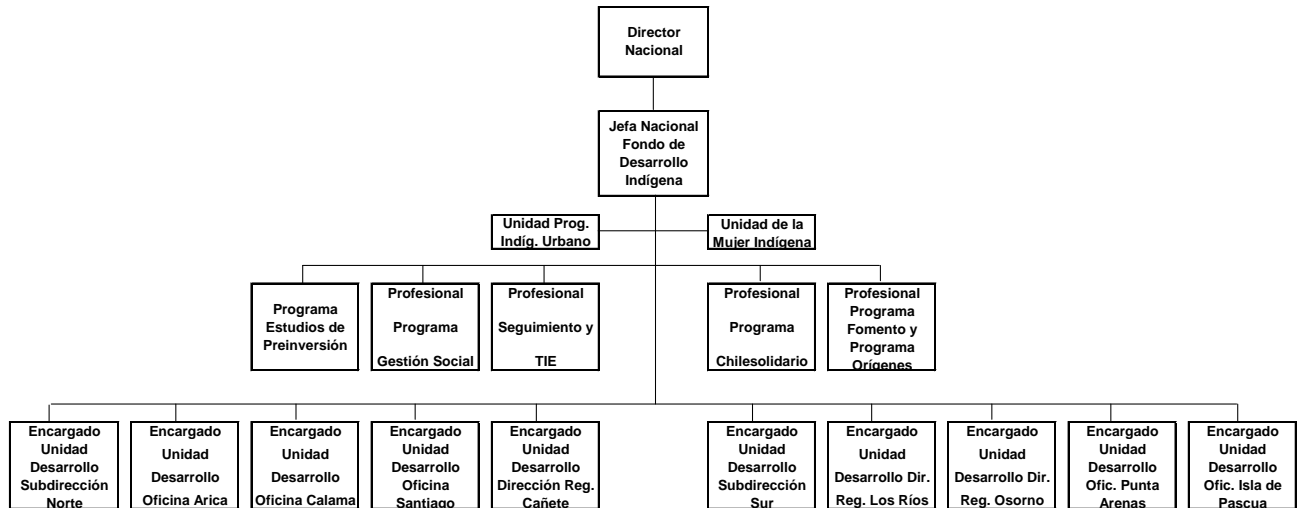 Director
Nacional
Jefa Nacional
Fondo de
Desarrollo
Indígena
Unidad Prog.
Indíg. Urbano
Unidad de la
Mujer Indígena
Programa
Estudios de
Preinversión
Profesional
Programa
Gestión Social
Profesional
Seguimiento y
TIE
Profesional
Programa
Chilesolidario
Profesional
Programa
Fomento y
Programa
Orígenes
Encargado
Unidad
Desarrollo
Subdirección
Norte
Encargado
Unidad
Desarrollo
Oficina Arica
Encargado
Unidad
Desarrollo
Oficina Calama
Encargado
Unidad
Desarrollo
Oficina
Santiago
Encargado
Unidad
Desarrollo
Dirección Reg.
Cañete
Encargado
Unidad
Desarrollo
Subdirección
Sur
Encargado
Unidad
Desarrollo Dir.
Reg. Los Ríos
Encargado
Unidad
Desarrollo Dir.
Reg. Osorno
Encargado
Unidad
Desarrollo
Ofic. Punta
Arenas
Encargado
Unidad
Desarrollo
Ofic. Isla de
Pascua